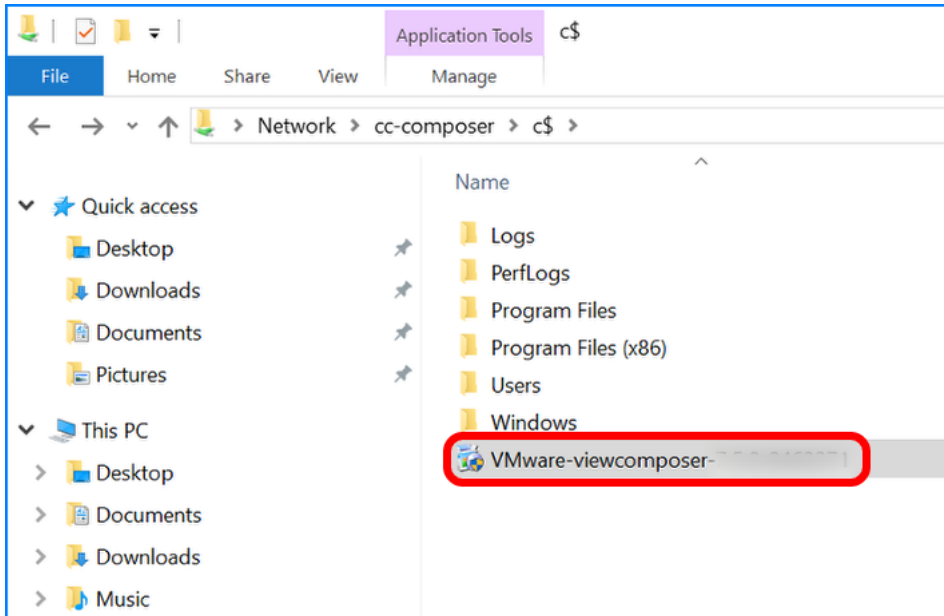 Application Tools c$
File Home Share View Manage
Network > cc-composer > c$ >
Name
Quick access
Desktop
Downloads
Documents
Pictures
This PC
Desktop
Documents
Downloads
Music
Logs
PerfLogs
Program Files
Program Files (x86)
Users
Windows
VMware-viewcomposer-